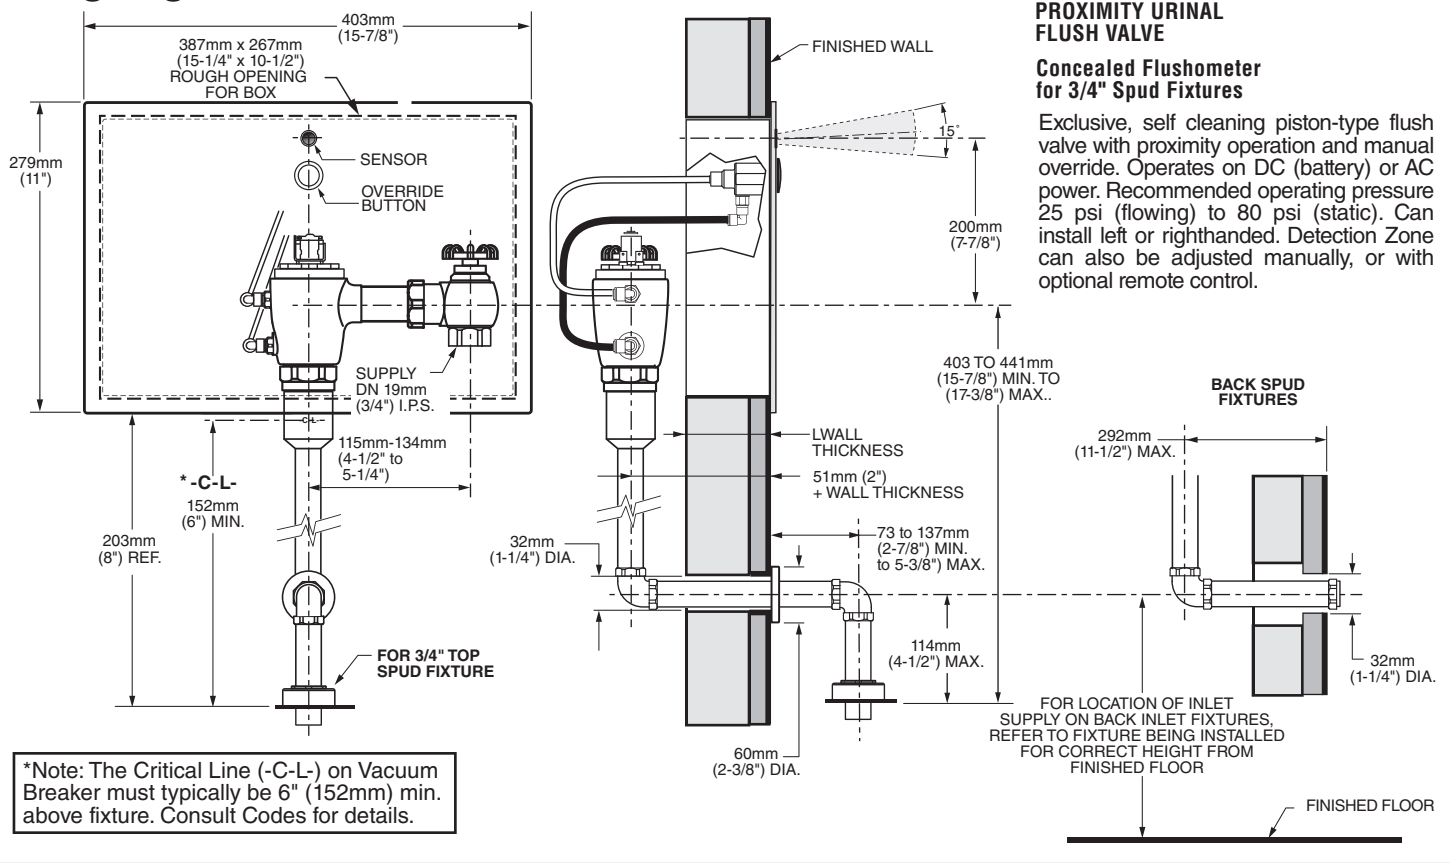 403mm
(15-7/8")
387mm x 267mm
(15-1/4" x 10-1/2")
ROUGH OPENING
FOR BOX
279mm
(11")
SENSOR
OVERRIDE
BUTTON
SUPPLY
DN 19mm
(3/4") I.P.S.
C-L
115mm-134mm
(4-1/2" to
5-1/4")
* -C-L-
152mm
(6") MIN.
203mm
(8") REF.
FOR 3/4" TOP
SPUD FIXTURE
*Note: The Critical Line (-C-L-) on Vacuum
Breaker must typically be 6" (152mm) min.
above fixture. Consult Codes for details.
FINISHED WALL
15˚
200mm
(7-7/8")
403 TO 441mm
(15-7/8") MIN. TO
(17-3/8") MAX..
LWALL
THICKNESS
51mm (2")
+ WALL THICKNESS
32mm
(1-1/4") DIA.
73 to 137mm
(2-7/8") MIN.
to 5-3/8") MAX.
114mm
(4-1/2") MAX.
60mm
(2-3/8") DIA.
PROXIMITY URINAL
FLUSH VALVE
Concealed Flushometer
for 3/4" Spud Fixtures
Exclusive, self cleaning piston-type flush
valve with proximity operation and manual
override. Operates on DC (battery) or AC
power. Recommended operating pressure
25 psi (flowing) to 80 psi (static). Can
install left or righthanded. Detection Zone
can also be adjusted manually, or with
optional remote control.
BACK SPUD
FIXTURES
292mm
(11-1/2") MAX.
32mm
(1-1/4") DIA.
FOR LOCATION OF INLET
SUPPLY ON BACK INLET FIXTURES,
REFER TO FIXTURE BEING INSTALLED
FOR CORRECT HEIGHT FROM
FINISHED FLOOR
FINISHED FLOOR